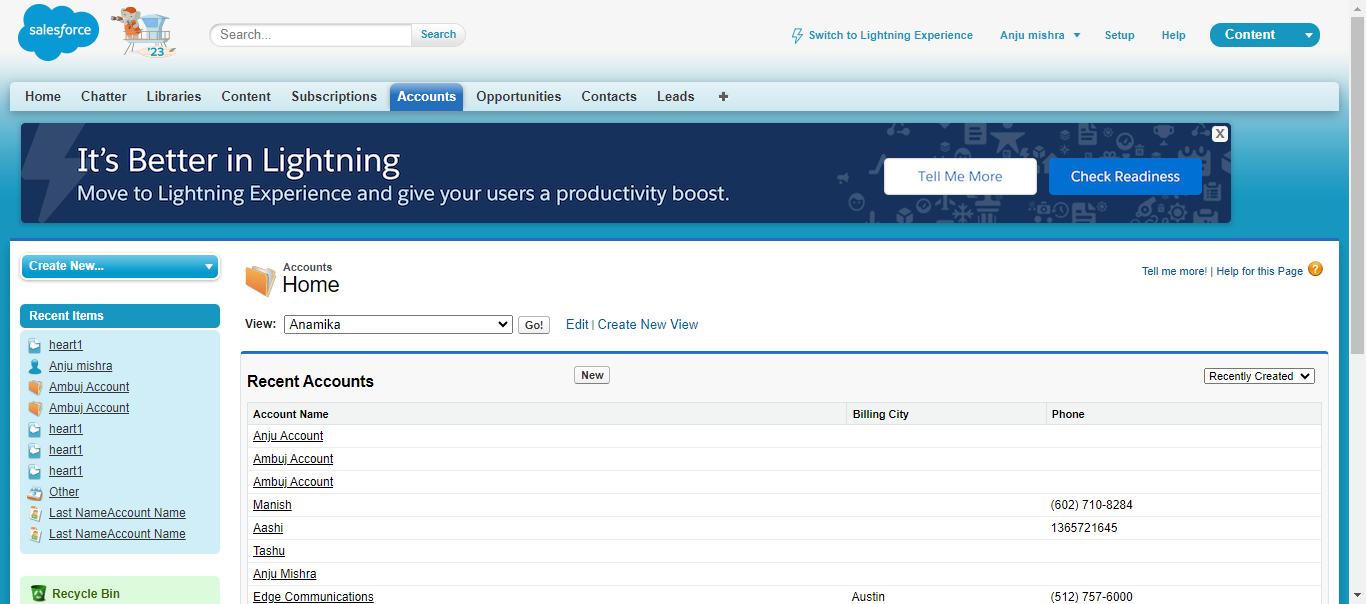 salesforce
'23
Search...
Search
Switch to Lightning Experience
Anju mishra
Setup
Help
Content
Home Chatter Libraries Content Subscriptions Accounts Opportunities Contacts Leads +
It's Better in Lightning
Move to Lightning Experience and give your users a productivity boost.
Tell Me More
Check Readiness
X
Create New...
Recent Items
heart1
Anju mishra
Ambuj Account
Ambuj Account
heart1
heart1
heart1
Other
Last NameAccount Name
Last NameAccount Name
Recycle Bin
Accounts
Home
Tell me more! | Help for this Page ?
View: Anamika Go! Edit | Create New View
Recent Accounts New Recently Created
Account Name Billing City Phone
Anju Account
Ambuj Account
Ambuj Account
Manish (602) 710-8284
Aashi 1365721645
Tashu
Anju Mishra
Edge Communications Austin (512) 757-6000